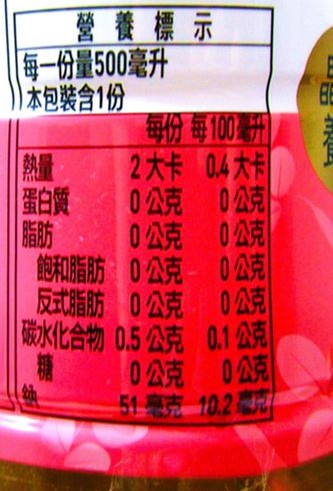 營養標示
每一份量500毫升
本包裝含1份
每份 每100毫升
熱量 2大卡 0.4大卡
蛋白質 0公克 0公克
脂肪 0公克 0公克
飽和脂肪 0公克 0公克
反式脂肪 0公克 0公克
碳水化合物 0.5公克 0.1公克
糖 0公克 0公克
鈉 51毫克 10.2毫克